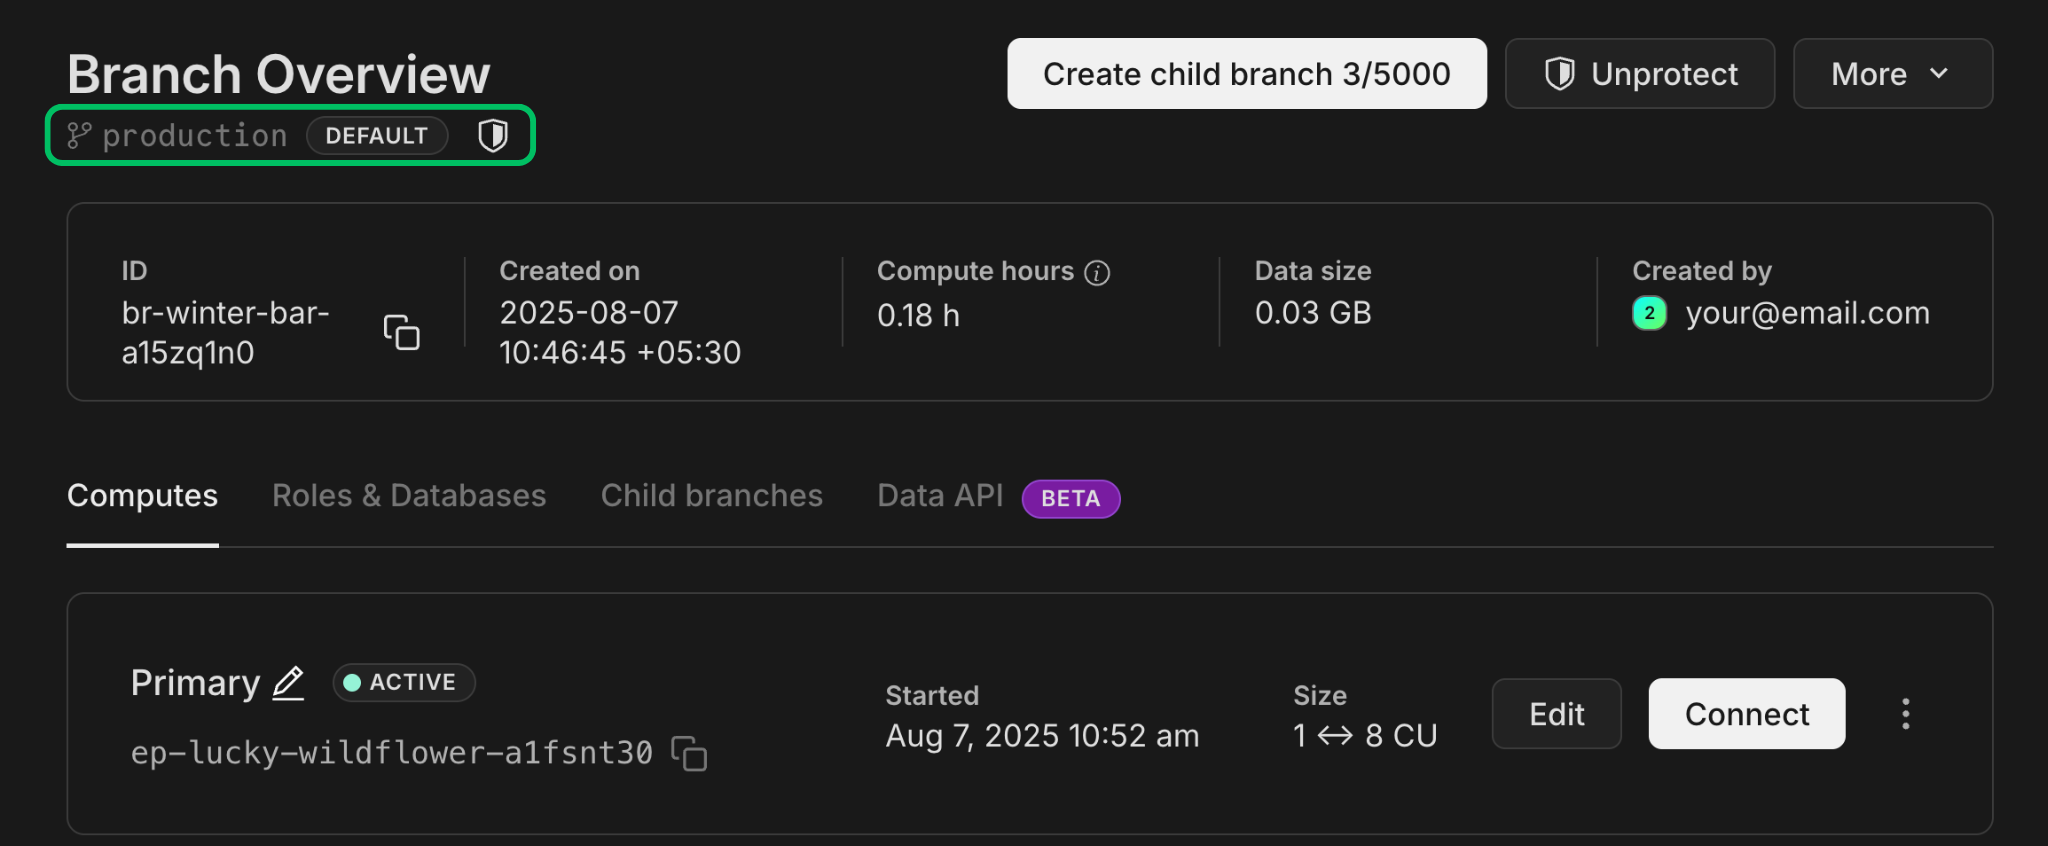 Branch Overview
Create child branch 3/5000
Unprotect
More
production DEFAULT
ID
br-winter-bar-
a15zq1n0
Created on
2025-08-07
10:46:45 +05:30
Compute hours
0.18 h
Data size
0.03 GB
Created by
2 your@email.com
Computes
Roles & Databases
Child branches
Data API BETA
Primary ACTIVE
ep-lucky-wildflower-a1fsnt30
Started
Aug 7, 2025 10:52 am
Size
1 ↔ 8 CU
Edit
Connect